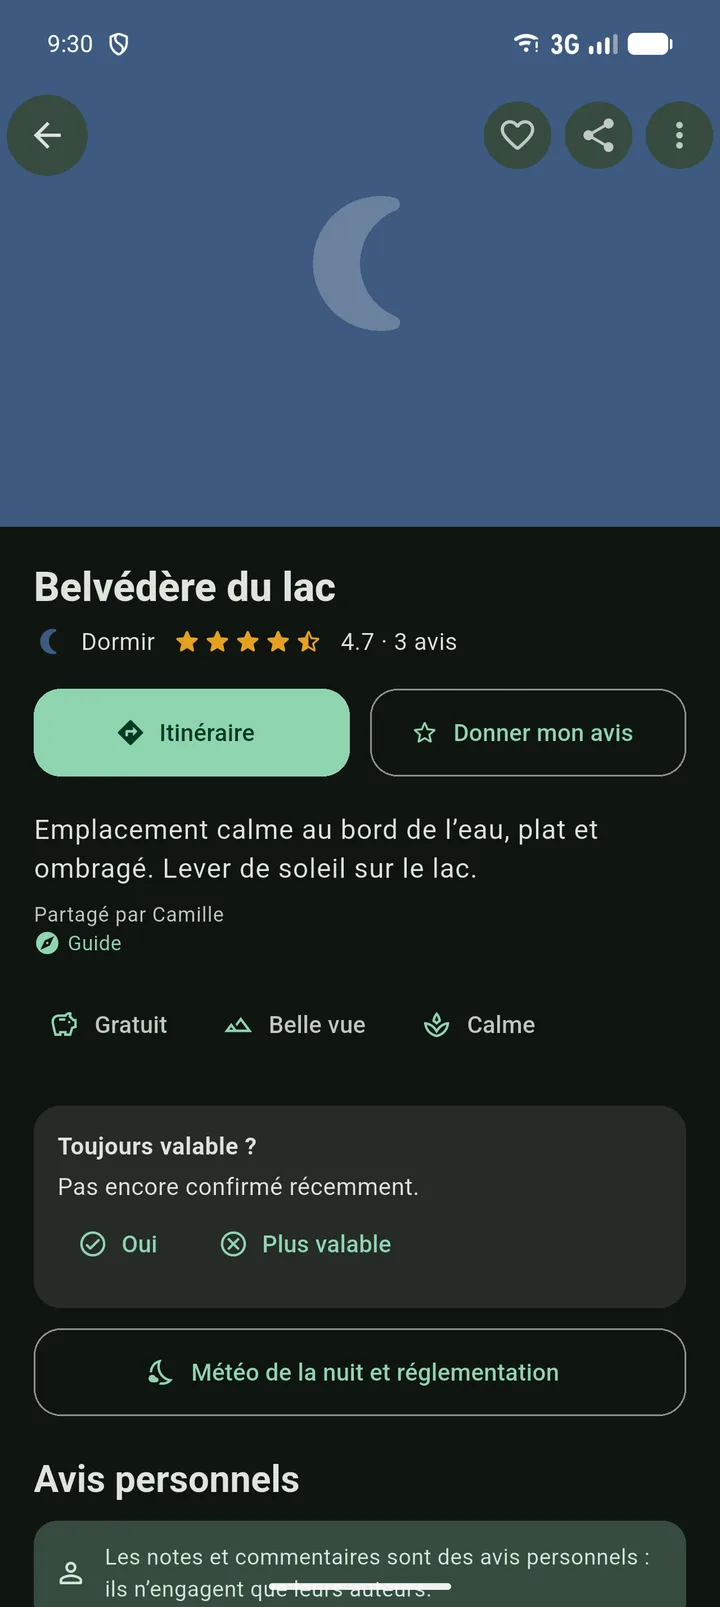 9:30
3G
Belvédère du lac
Dormir 4.7 · 3 avis
Itinéraire
Donner mon avis
Emplacement calme au bord de l’eau, plat et
ombragé. Lever de soleil sur le lac.
Partagé par Camille
Guide
Gratuit
Belle vue
Calme
Toujours valable ?
Pas encore confirmé récemment.
Oui
Plus valable
Météo de la nuit et réglementation
Avis personnels
Les notes et commentaires sont des avis personnels :
ils n’engagent que leurs auteurs.